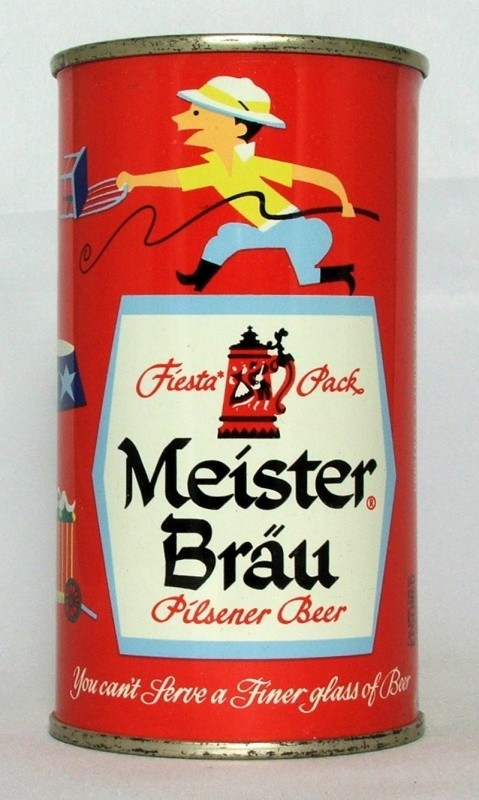 Fiesta* Pack
Meister
Bräu®
Pilsener Beer
You can't Serve a Finer glass of Beer